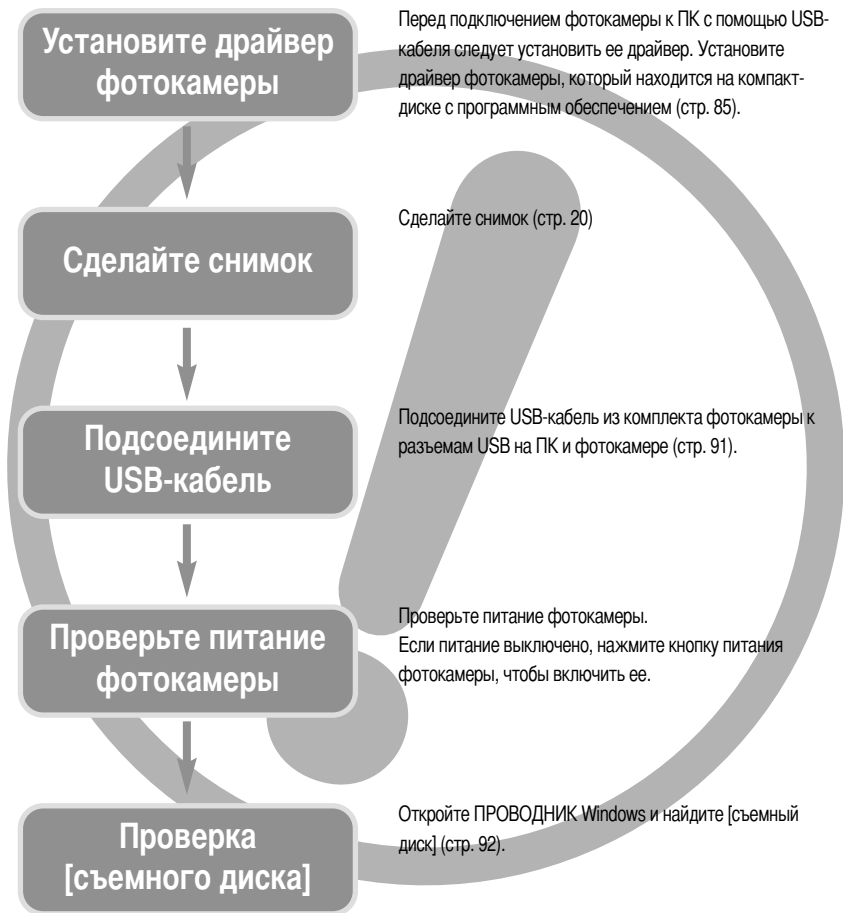 Установите драйвер
фотокамеры
Перед подключением фотокамеры к ПК с помощью USB-
кабеля следует установить ее драйвер. Установите
драйвер фотокамеры, который находится на компакт-
диске с программным обеспечением (стр. 85).
Сделайте снимок
Сделайте снимок (стр. 20)
Подсоедините
USB-кабель
Подсоедините USB-кабель из комплекта фотокамеры к
разъемам USB на ПК и фотокамере (стр. 91).
Проверьте питание
фотокамеры
Проверьте питание фотокамеры.
Если питание выключено, нажмите кнопку питания
фотокамеры, чтобы включить ее.
Проверка
[съемного диска]
Откройте ПРОВОДНИК Windows и найдите [съемный
диск] (стр. 92).